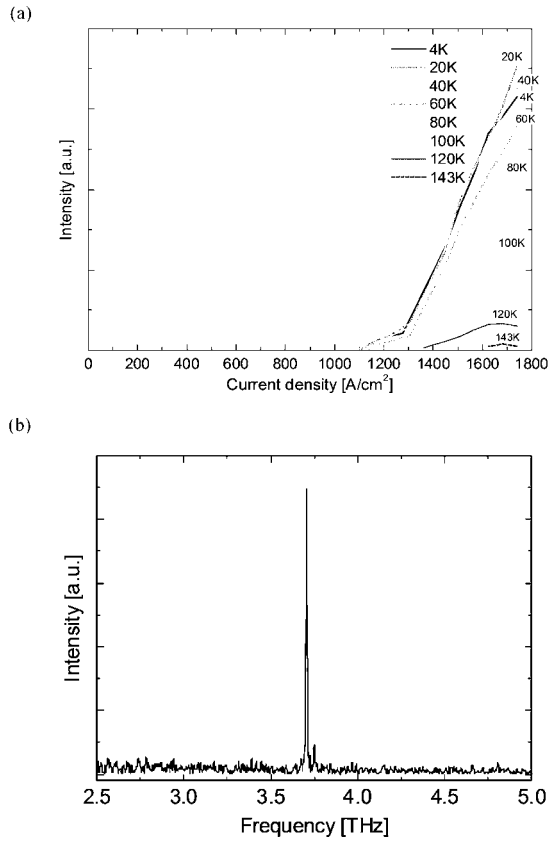 (a)
4K
20K
40K
60K
80K
100K
120K
143K
20K
40K
4K
60K
80K
100K
120K
143K
Intensity [a.u.]
0 200 400 600 800 1000 1200 1400 1600 1800
Current density [A/cm²]
(b)
Intensity [a.u.]
2.5 3.0 3.5 4.0 4.5 5.0
Frequency [THz]